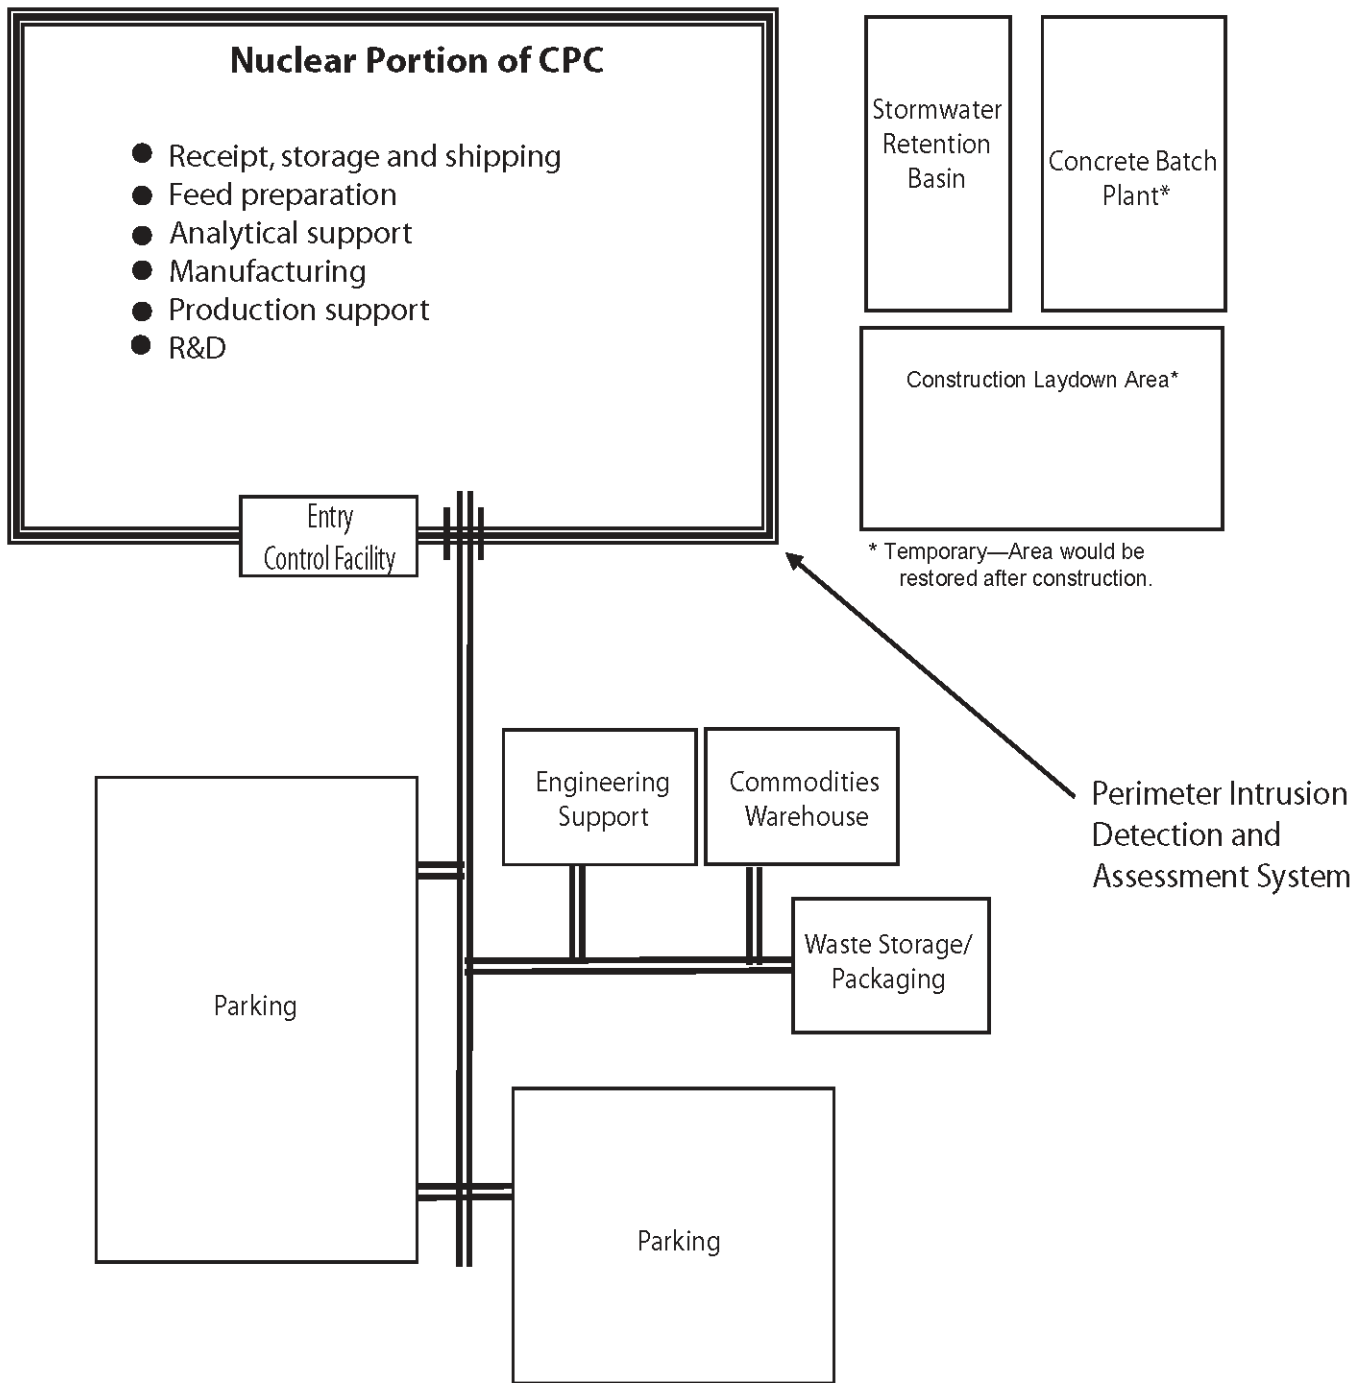 Nuclear Portion of CPC
● Receipt, storage and shipping
● Feed preparation
● Analytical support
● Manufacturing
● Production support
● R&D
Entry
Control Facility
Stormwater
Retention
Basin
Concrete Batch
Plant*
Construction Laydown Area*
* Temporary—Area would be
restored after construction.
Engineering
Support
Commodities
Warehouse
Perimeter Intrusion
Detection and
Assessment System
Waste Storage/
Packaging
Parking
Parking